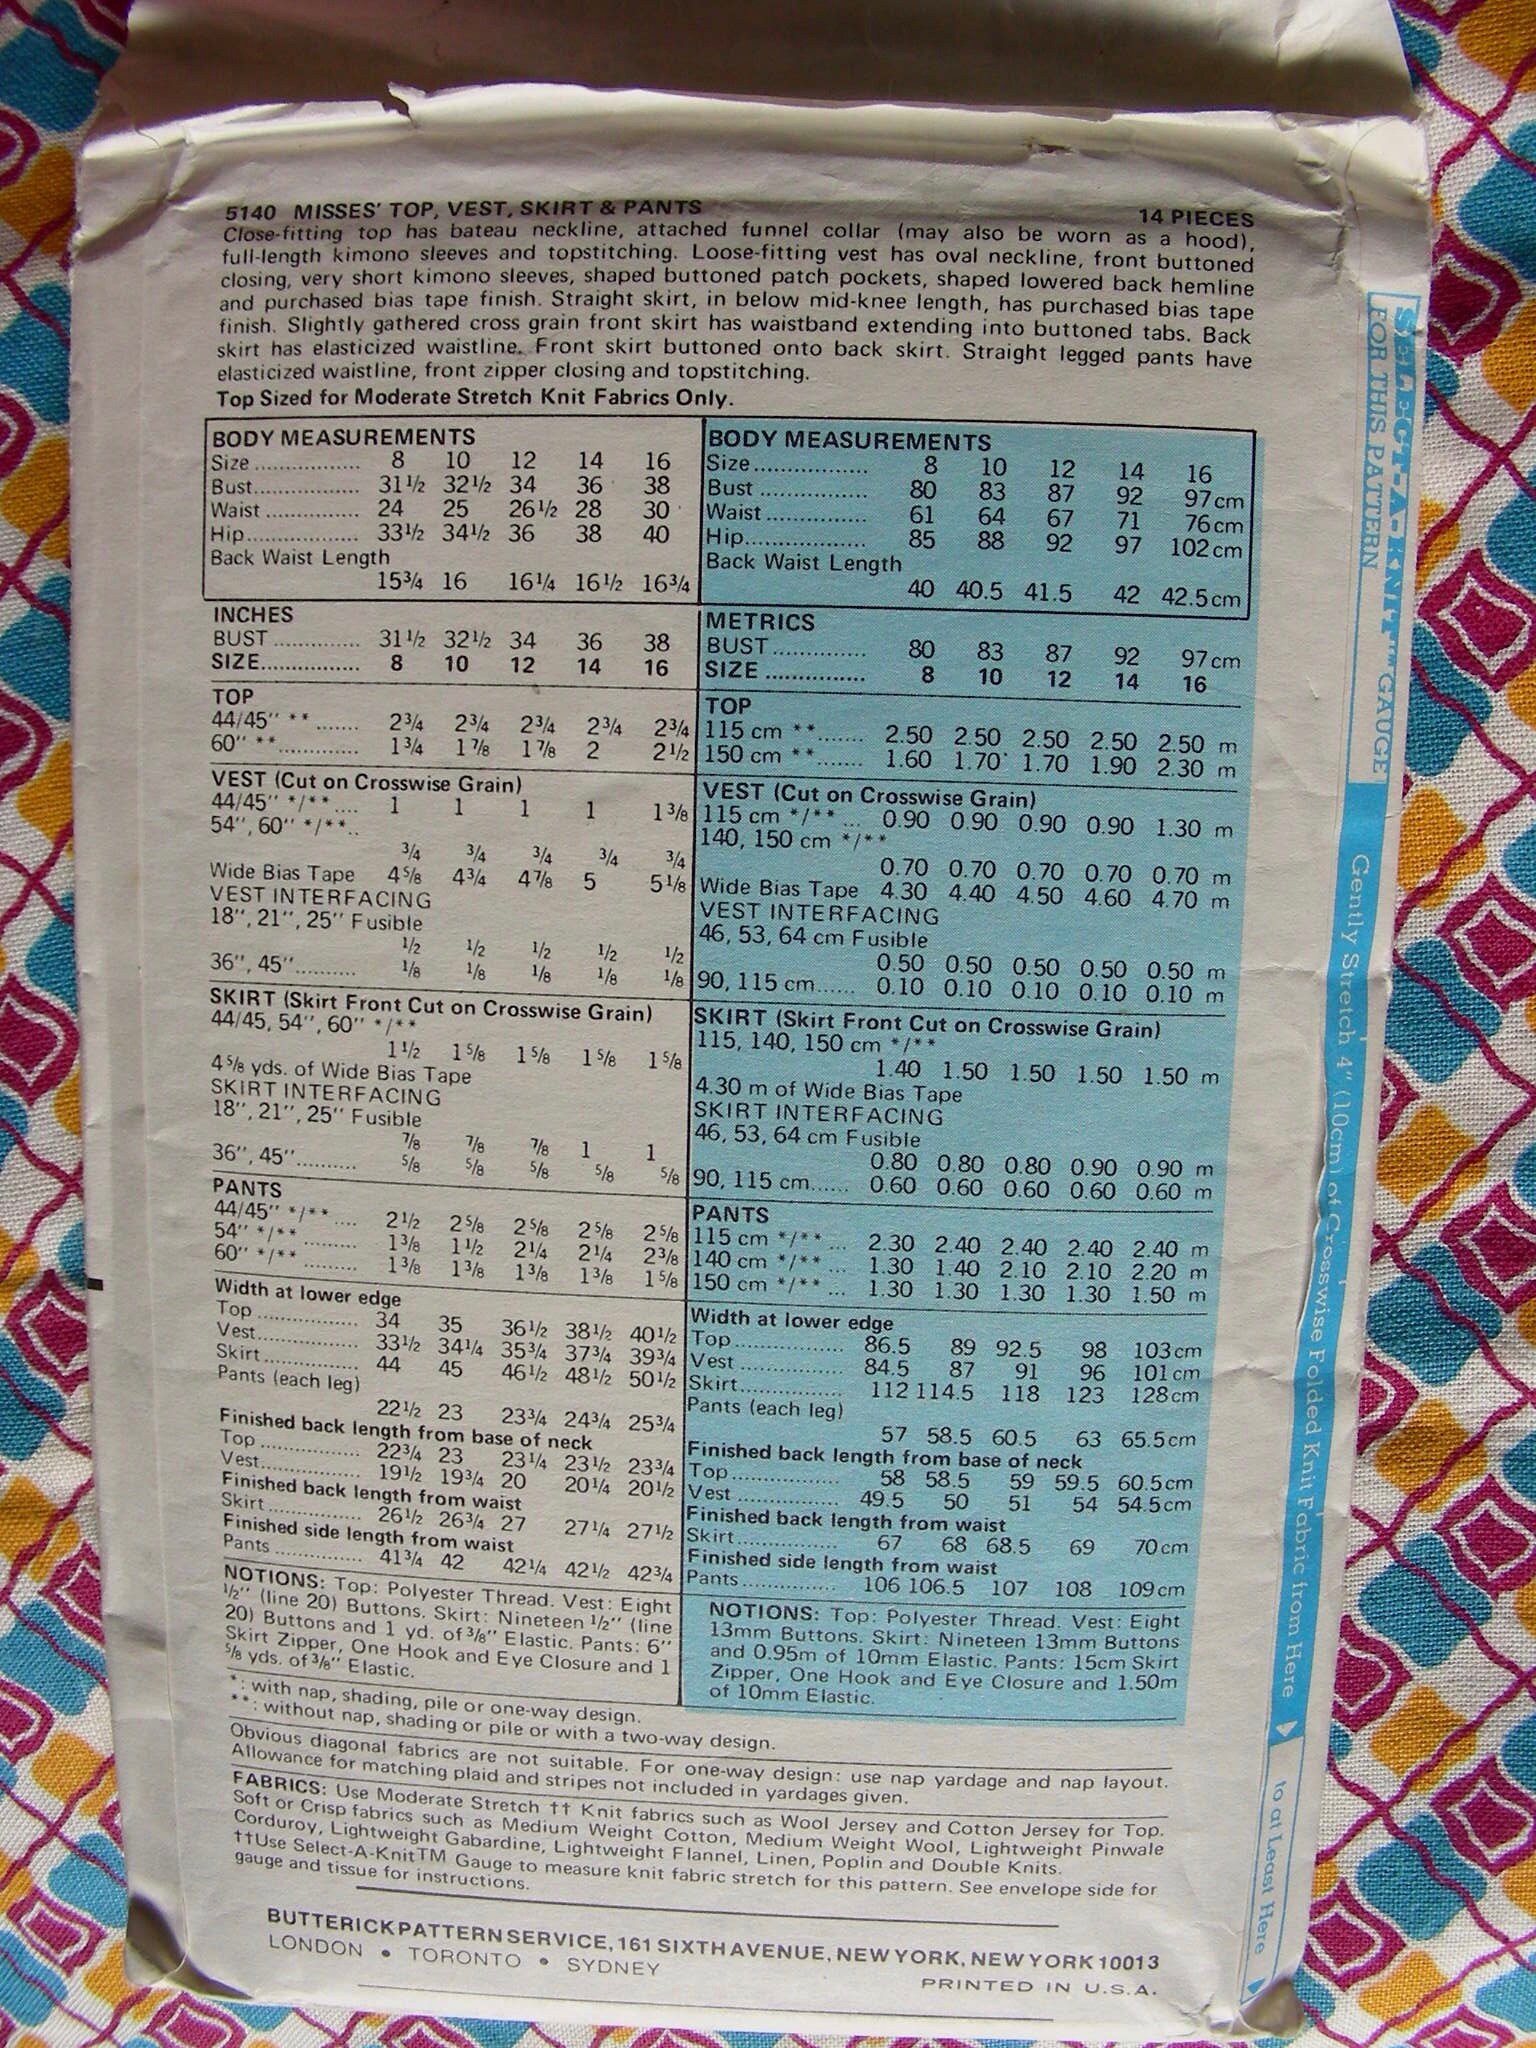 5140 MISSES' TOP, VEST, SKIRT & PANTS 14 PIECES
Close-fitting top has bateau neckline, attached funnel collar (may also be worn as a hood),
full-length kimono sleeves and topstitching. Loose-fitting vest has oval neckline, front buttoned
closing, very short kimono sleeves, shaped buttoned patch pockets, shaped lowered back hemline
and purchased bias tape finish. Straight skirt, in below mid-knee length, has purchased bias tape
finish. Slightly gathered cross grain front skirt has waistband extending into buttoned tabs. Back
skirt has elasticized waistline. Front skirt buttoned onto back skirt. Straight legged pants have
elasticized waistline, front zipper closing and topstitching.
Top Sized for Moderate Stretch Knit Fabrics Only.
BODY MEASUREMENTS
Size ................ 8 10 12 14 16
Bust................ 31½ 32½ 34 36 38
Waist .............. 24 25 26½ 28 30
Hip................. 33½ 34½ 36 38 40
Back Waist Length
15¾ 16 16¼ 16½ 16¾
INCHES
BUST ............. 31½ 32½ 34 36 38
SIZE................ 8 10 12 14 16
TOP
44/45" ** ....... 2¾ 2¾ 2¾ 2¾ 2¾
60" **............ 1¾ 1⅞ 1⅞ 2 2½
VEST (Cut on Crosswise Grain)
44/45" */** .... 1 1 1 1 1⅜
54", 60" */**..
¾ ¾ ¾ ¾ ¾
Wide Bias Tape 4⅝ 4¾ 4⅞ 5 5⅛
VEST INTERFACING
18", 21", 25" Fusible
½ ½ ½ ½ ½
36", 45".......... ⅛ ⅛ ⅛ ⅛ ⅛
SKIRT (Skirt Front Cut on Crosswise Grain)
44/45, 54", 60" */**
1½ 1⅝ 1⅝ 1⅝ 1⅝
4⅝ yds. of Wide Bias Tape
SKIRT INTERFACING
18", 21", 25" Fusible
⅞ ⅞ ⅞ 1 1
36", 45".......... ⅝ ⅝ ⅝ ⅝ ⅝
PANTS
44/45" */** .... 2½ 2⅝ 2⅝ 2⅝ 2⅝
54" */** ......... 1⅜ 1½ 2¼ 2¼ 2⅜
60" */** ......... 1⅜ 1⅜ 1⅜ 1⅜ 1⅝
Width at lower edge
Top ................ 34 35 36½ 38½ 40½
Vest................ 33½ 34¼ 35¾ 37¾ 39¾
Skirt................ 44 45 46½ 48½ 50½
Pants (each leg)
22½ 23 23¾ 24¾ 25¾
Finished back length from base of neck
Top ................ 22¾ 23 23¼ 23½ 23¾
Vest................ 19½ 19¾ 20 20¼ 20½
Finished back length from waist
Skirt ............... 26½ 26¾ 27 27¼ 27½
Finished side length from waist
Pants .............. 41¾ 42 42¼ 42½ 42¾
NOTIONS: Top: Polyester Thread. Vest: Eight
½" (line 20) Buttons. Skirt: Nineteen ½" (line
20) Buttons and 1 yd. of ⅜" Elastic. Pants: 6"
Skirt Zipper, One Hook and Eye Closure and 1
⅝ yds. of ⅜" Elastic.
BODY MEASUREMENTS
Size.................. 8 10 12 14 16
Bust ................ 80 83 87 92 97cm
Waist ............... 61 64 67 71 76cm
Hip................... 85 88 92 97 102cm
Back Waist Length
40 40.5 41.5 42 42.5cm
METRICS
BUST .............. 80 83 87 92 97cm
SIZE ............... 8 10 12 14 16
TOP
115 cm **....... 2.50 2.50 2.50 2.50 2.50 m
150 cm **....... 1.60 1.70 1.70 1.90 2.30 m
VEST (Cut on Crosswise Grain)
115 cm */** ... 0.90 0.90 0.90 0.90 1.30 m
140, 150 cm */**
0.70 0.70 0.70 0.70 0.70 m
Wide Bias Tape 4.30 4.40 4.50 4.60 4.70 m
VEST INTERFACING
46, 53, 64 cm Fusible
0.50 0.50 0.50 0.50 0.50 m
90, 115 cm...... 0.10 0.10 0.10 0.10 0.10 m
SKIRT (Skirt Front Cut on Crosswise Grain)
115, 140, 150 cm */**
1.40 1.50 1.50 1.50 1.50 m
4.30 m of Wide Bias Tape
SKIRT INTERFACING
46, 53, 64 cm Fusible
0.80 0.80 0.80 0.90 0.90 m
90, 115 cm...... 0.60 0.60 0.60 0.60 0.60 m
PANTS
115 cm */** ... 2.30 2.40 2.40 2.40 2.40 m
140 cm */** ... 1.30 1.40 2.10 2.10 2.20 m
150 cm */** ... 1.30 1.30 1.30 1.30 1.50 m
Width at lower edge
Top................. 86.5 89 92.5 98 103cm
Vest ................ 84.5 87 91 96 101cm
Skirt................ 112 114.5 118 123 128cm
Pants (each leg)
57 58.5 60.5 63 65.5cm
Finished back length from base of neck
Top................. 58 58.5 59 59.5 60.5cm
Vest ................ 49.5 50 51 54 54.5cm
Finished back length from waist
Skirt................ 67 68 68.5 69 70cm
Finished side length from waist
Pants............... 106 106.5 107 108 109cm
NOTIONS: Top: Polyester Thread. Vest: Eight
13mm Buttons. Skirt: Nineteen 13mm Buttons
and 0.95m of 10mm Elastic. Pants: 15cm Skirt
Zipper, One Hook and Eye Closure and 1.50m
of 10mm Elastic.
*: with nap, shading, pile or one-way design.
**: without nap, shading or pile or with a two-way design.
Obvious diagonal fabrics are not suitable. For one-way design: use nap yardage and nap layout.
Allowance for matching plaid and stripes not included in yardages given.
FABRICS: Use Moderate Stretch †† Knit fabrics such as Wool Jersey and Cotton Jersey for Top.
Soft or Crisp fabrics such as Medium Weight Cotton, Medium Weight Wool, Lightweight Pinwale
Corduroy, Lightweight Gabardine, Lightweight Flannel, Linen, Poplin and Double Knits.
††Use Select-A-Knit™ Gauge to measure knit fabric stretch for this pattern. See envelope side for
gauge and tissue for instructions.
BUTTERICK PATTERN SERVICE, 161 SIXTH AVENUE, NEW YORK, NEW YORK 10013
LONDON • TORONTO • SYDNEY
PRINTED IN U.S.A.
SELECT-A-KNIT GAUGE
FOR THIS PATTERN
Gently Stretch 4" (10cm) of Crosswise Folded Knit Fabric from Here
to at Least Here